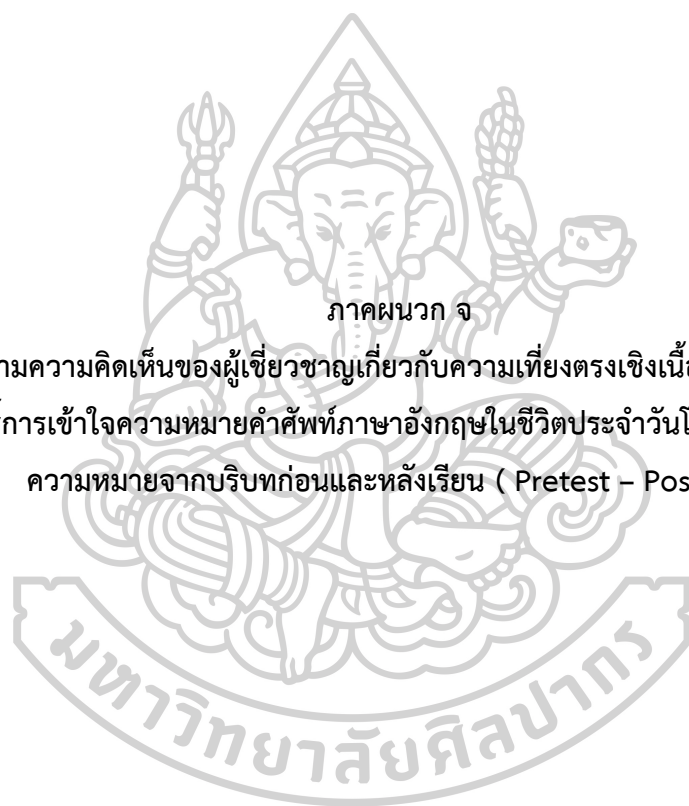 ภาคผนวก จ
ามความคิดเห็นของผู้เชี่ยวชาญเกี่ยวกับความเที่ยงตรงเชิงเนื้อ
การเข้าใจความหมายคำศัพท์ภาษาอังกฤษในชีวิตประจำวันโ
ความหมายจากบริบทก่อนและหลังเรียน ( Pretest – Pos
มหาวิทยาลัยศิลปากร